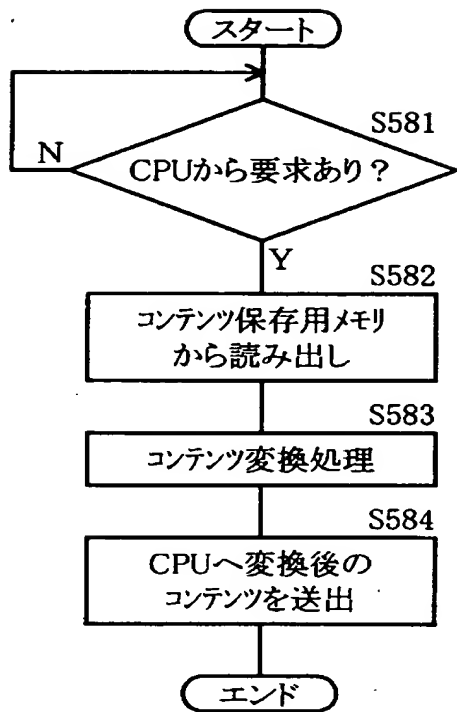 スタート
S581
N
CPUから要求あり？
Y
S582
コンテンツ保存用メモリ
から読み出し
S583
コンテンツ変換処理
S584
CPUへ変換後の
コンテンツを送出
エンド